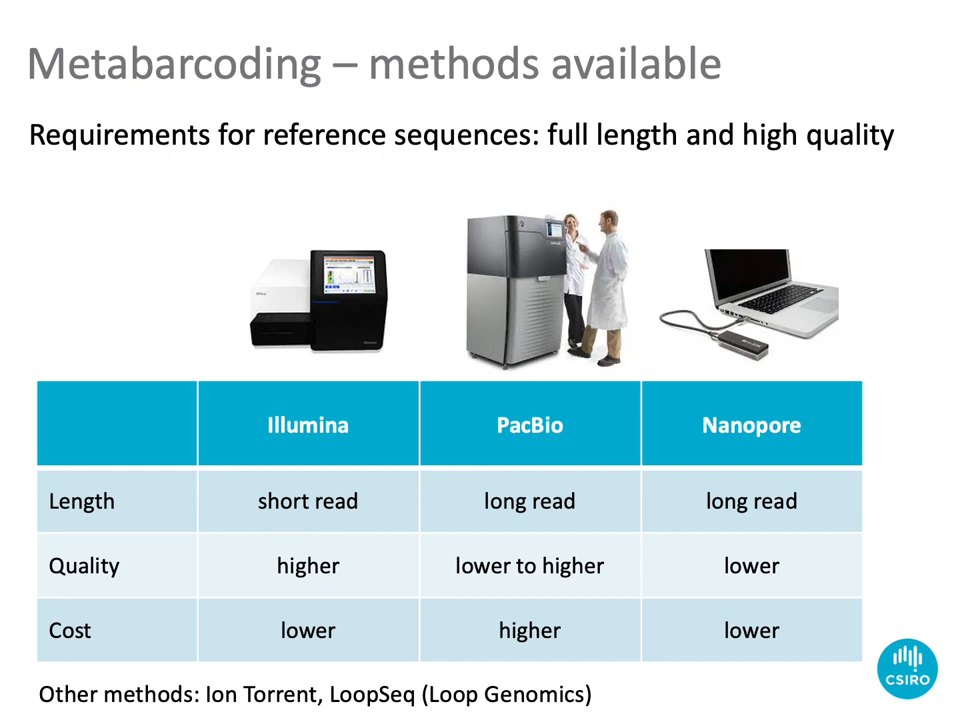 Metabarcoding – methods available
Requirements for reference sequences: full length and high quality
Illumina PacBio Nanopore
Length short read long read long read
Quality higher lower to higher lower
Cost lower higher lower
CSIRO
Other methods: Ion Torrent, LoopSeq (Loop Genomics)